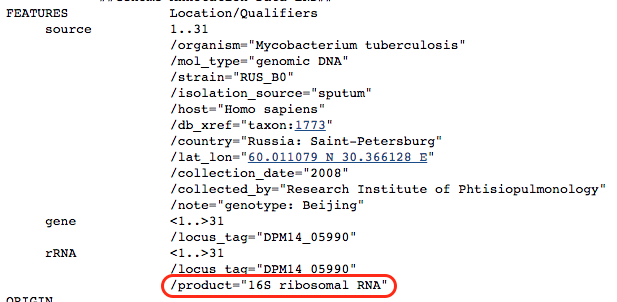 FEATURES Location/Qualifiers
source 1..31
/organism="Mycobacterium tuberculosis"
/mol_type="genomic DNA"
/strain="RUS_B0"
/isolation_source="sputum"
/host="Homo sapiens"
/db_xref="taxon:1773"
/country="Russia: Saint-Petersburg"
/lat_lon="60.011079 N 30.366128 E"
/collection_date="2008"
/collected_by="Research Institute of Phtisiopulmonology"
/note="genotype: Beijing"
gene <1..>31
/locus_tag="DPM14_05990"
rRNA <1..>31
/locus_tag="DPM14_05990"
/product="16S ribosomal RNA"
ORIGIN